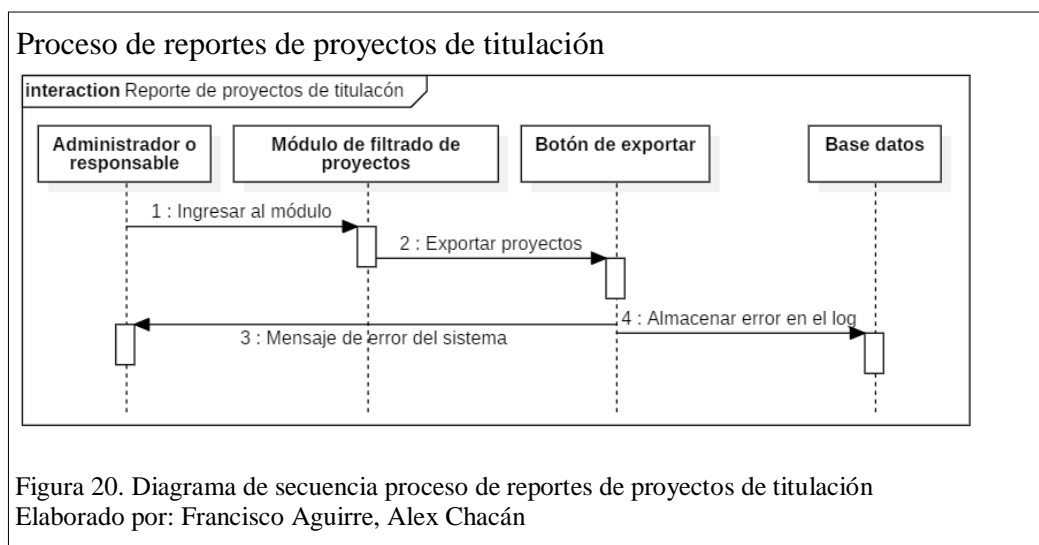 Proceso de reportes de proyectos de titulación
interaction Reporte de proyectos de titulacón
Administrador o
responsable
Módulo de filtrado de
proyectos
Botón de exportar
Base datos
1 : Ingresar al módulo
2 : Exportar proyectos
3 : Mensaje de error del sistema
4 : Almacenar error en el log
Figura 20. Diagrama de secuencia proceso de reportes de proyectos de titulación
Elaborado por: Francisco Aguirre, Alex Chacán